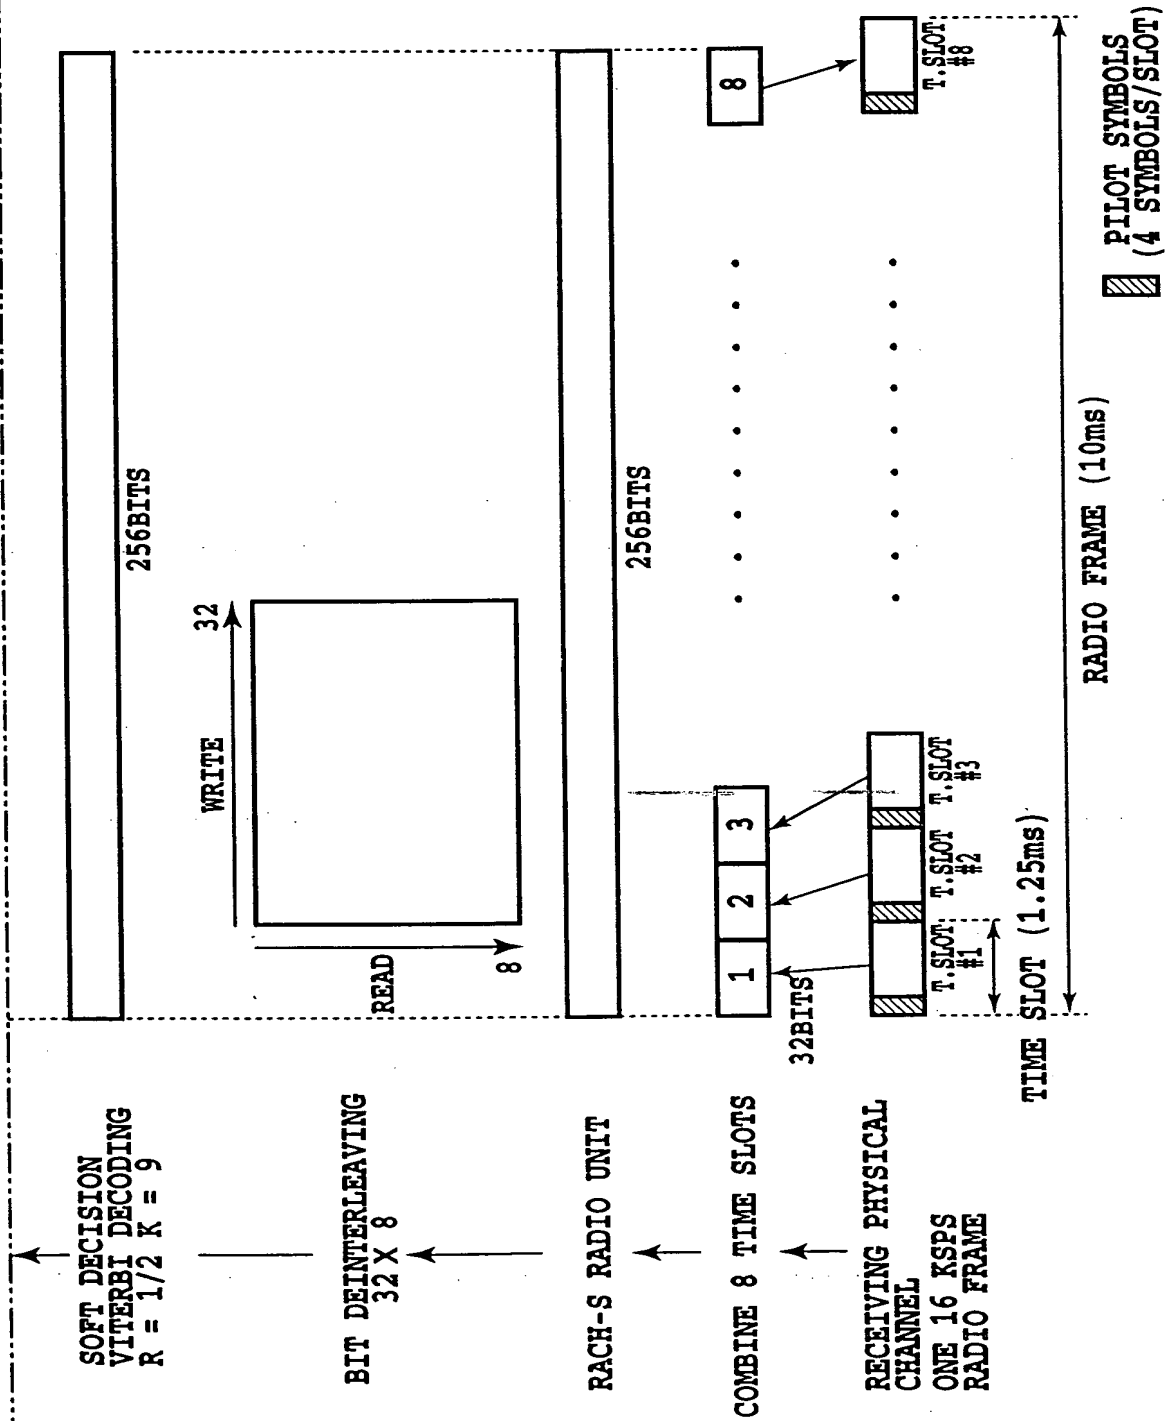 SOFT DECISION
VITERBI DECODING
R = 1/2 K = 9
256BITS
BIT DEINTERLEAVING
32 X 8
WRITE
32
READ
8
RACH-S RADIO UNIT
256BITS
COMBINE 8 TIME SLOTS
32BITS
1
2
3
8
RECEIVING PHYSICAL
CHANNEL
ONE 16 KSPS
RADIO FRAME
T.SLOT
#1
T.SLOT
#2
T.SLOT
#3
T.SLOT
#8
TIME SLOT (1.25ms)
RADIO FRAME (10ms)
PILOT SYMBOLS
(4 SYMBOLS/SLOT)